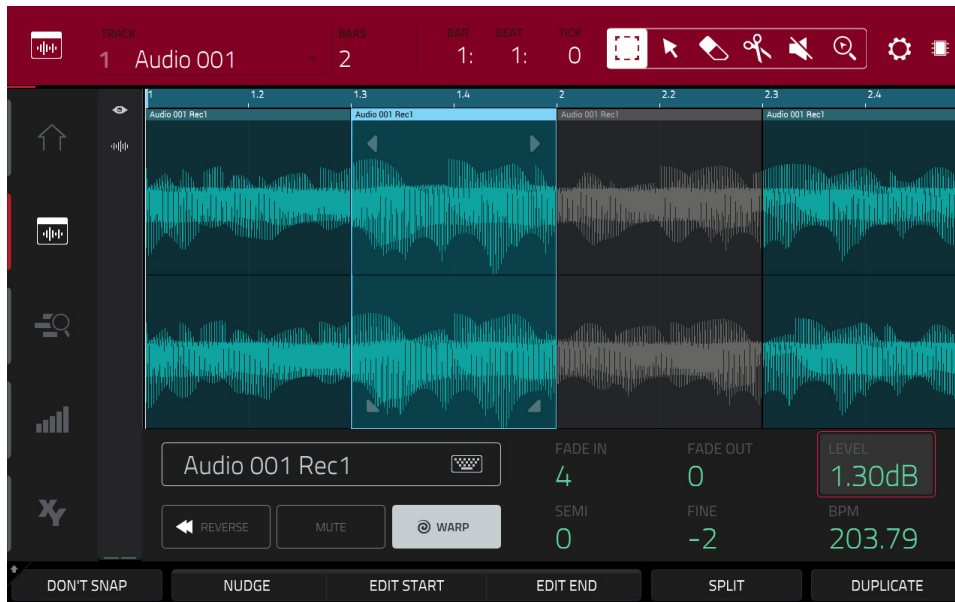 TRACK BARS BAR BEAT TICK
1 Audio 001 2 1: 1: 0
1 1.2 1.3 1.4 2 2.2 2.3 2.4
Audio 001 Rec1 Audio 001 Rec1 Audio 001 Rec1 Audio 001 Rec1
Audio 001 Rec1
FADE IN FADE OUT LEVEL
4 0 1.30dB
REVERSE MUTE WARP
SEMI FINE BPM
0 -2 203.79
XY
DON'T SNAP NUDGE EDIT START EDIT END SPLIT DUPLICATE